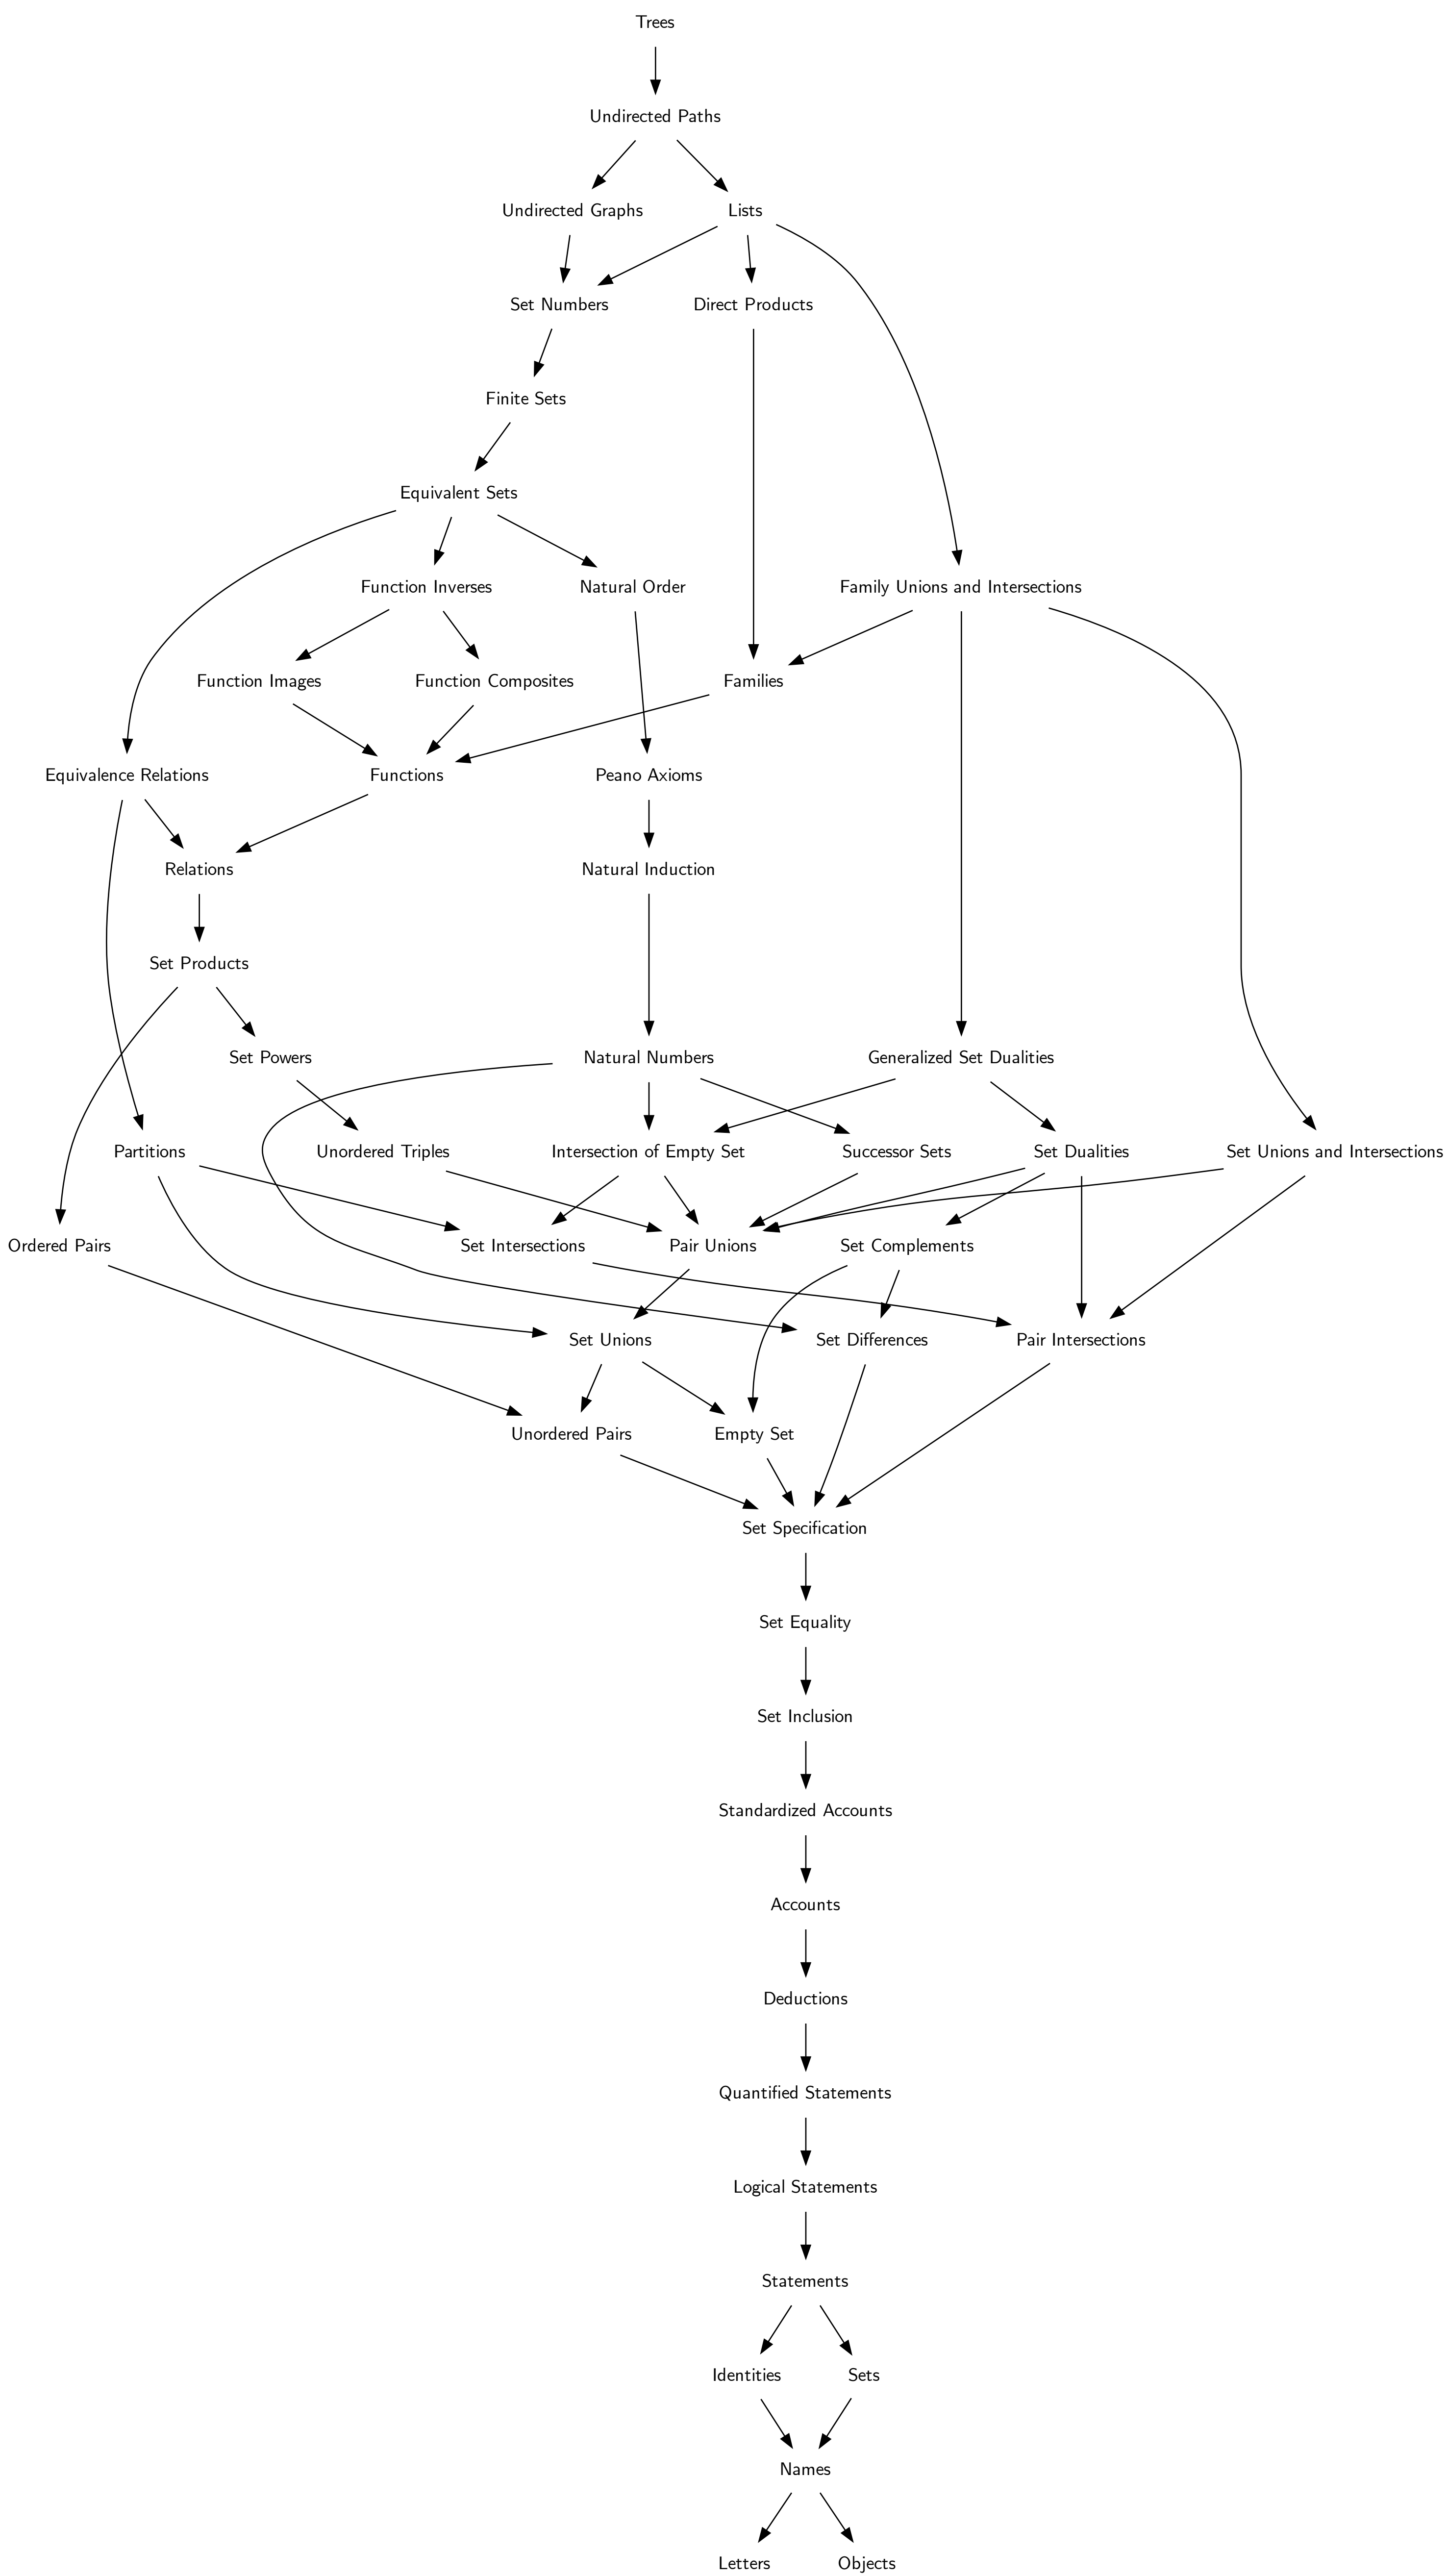 Trees
Undirected Paths
Undirected Graphs
Lists
Set Numbers
Direct Products
Finite Sets
Equivalent Sets
Function Inverses
Natural Order
Family Unions and Intersections
Function Images
Function Composites
Families
Equivalence Relations
Functions
Peano Axioms
Relations
Natural Induction
Set Products
Set Powers
Natural Numbers
Generalized Set Dualities
Partitions
Unordered Triples
Intersection of Empty Set
Successor Sets
Set Dualities
Set Unions and Intersections
Ordered Pairs
Set Intersections
Pair Unions
Set Complements
Set Unions
Set Differences
Pair Intersections
Unordered Pairs
Empty Set
Set Specification
Set Equality
Set Inclusion
Standardized Accounts
Accounts
Deductions
Quantified Statements
Logical Statements
Statements
Identities
Sets
Names
Letters
Objects